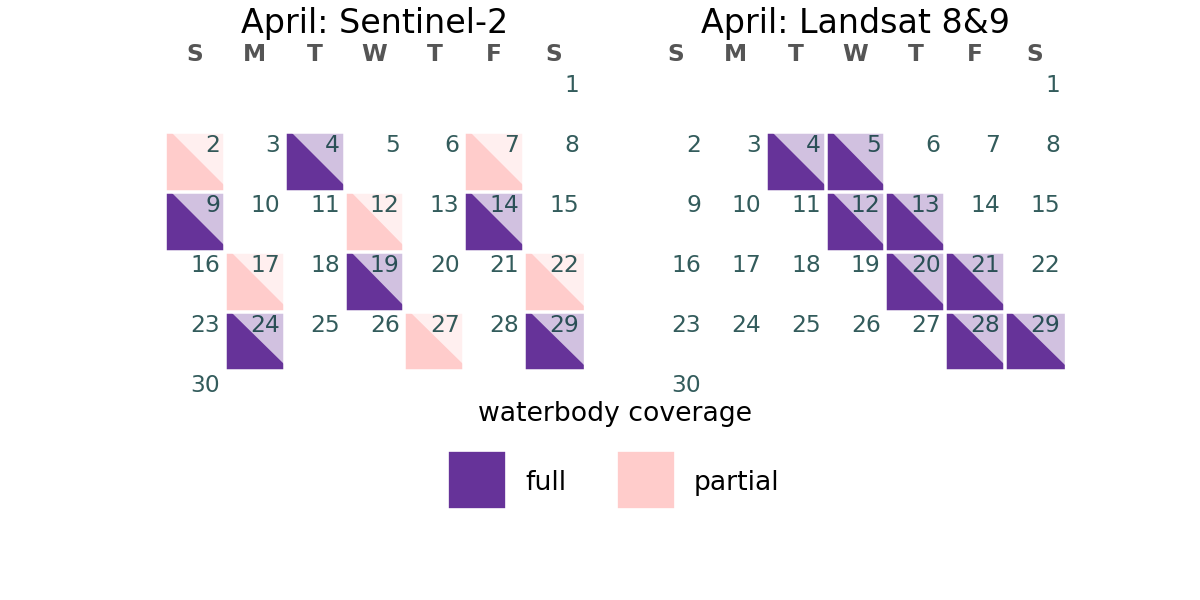 April: Sentinel-2 April: Landsat 8&9
S M T W T F S S M T W T F S
1 1
2 3 4 5 6 7 8 2 3 4 5 6 7 8
9 10 11 12 13 14 15 9 10 11 12 13 14 15
16 17 18 19 20 21 22 16 17 18 19 20 21 22
23 24 25 26 27 28 29 23 24 25 26 27 28 29
30 30
waterbody coverage
full partial